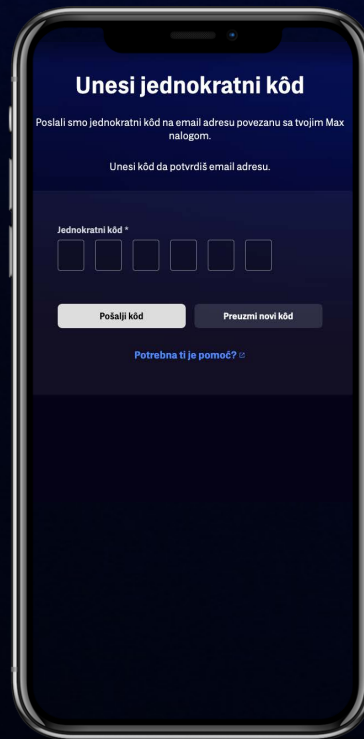 Unesi jednokratni kôd
Poslali smo jednokratni kôd na email adresu povezanu sa tvojim Max
nalogom.
Unesi kôd da potvrdiš email adresu.
Jednokratni kôd *
Pošalji kôd
Preuzmi novi kôd
Potrebna ti je pomoć?